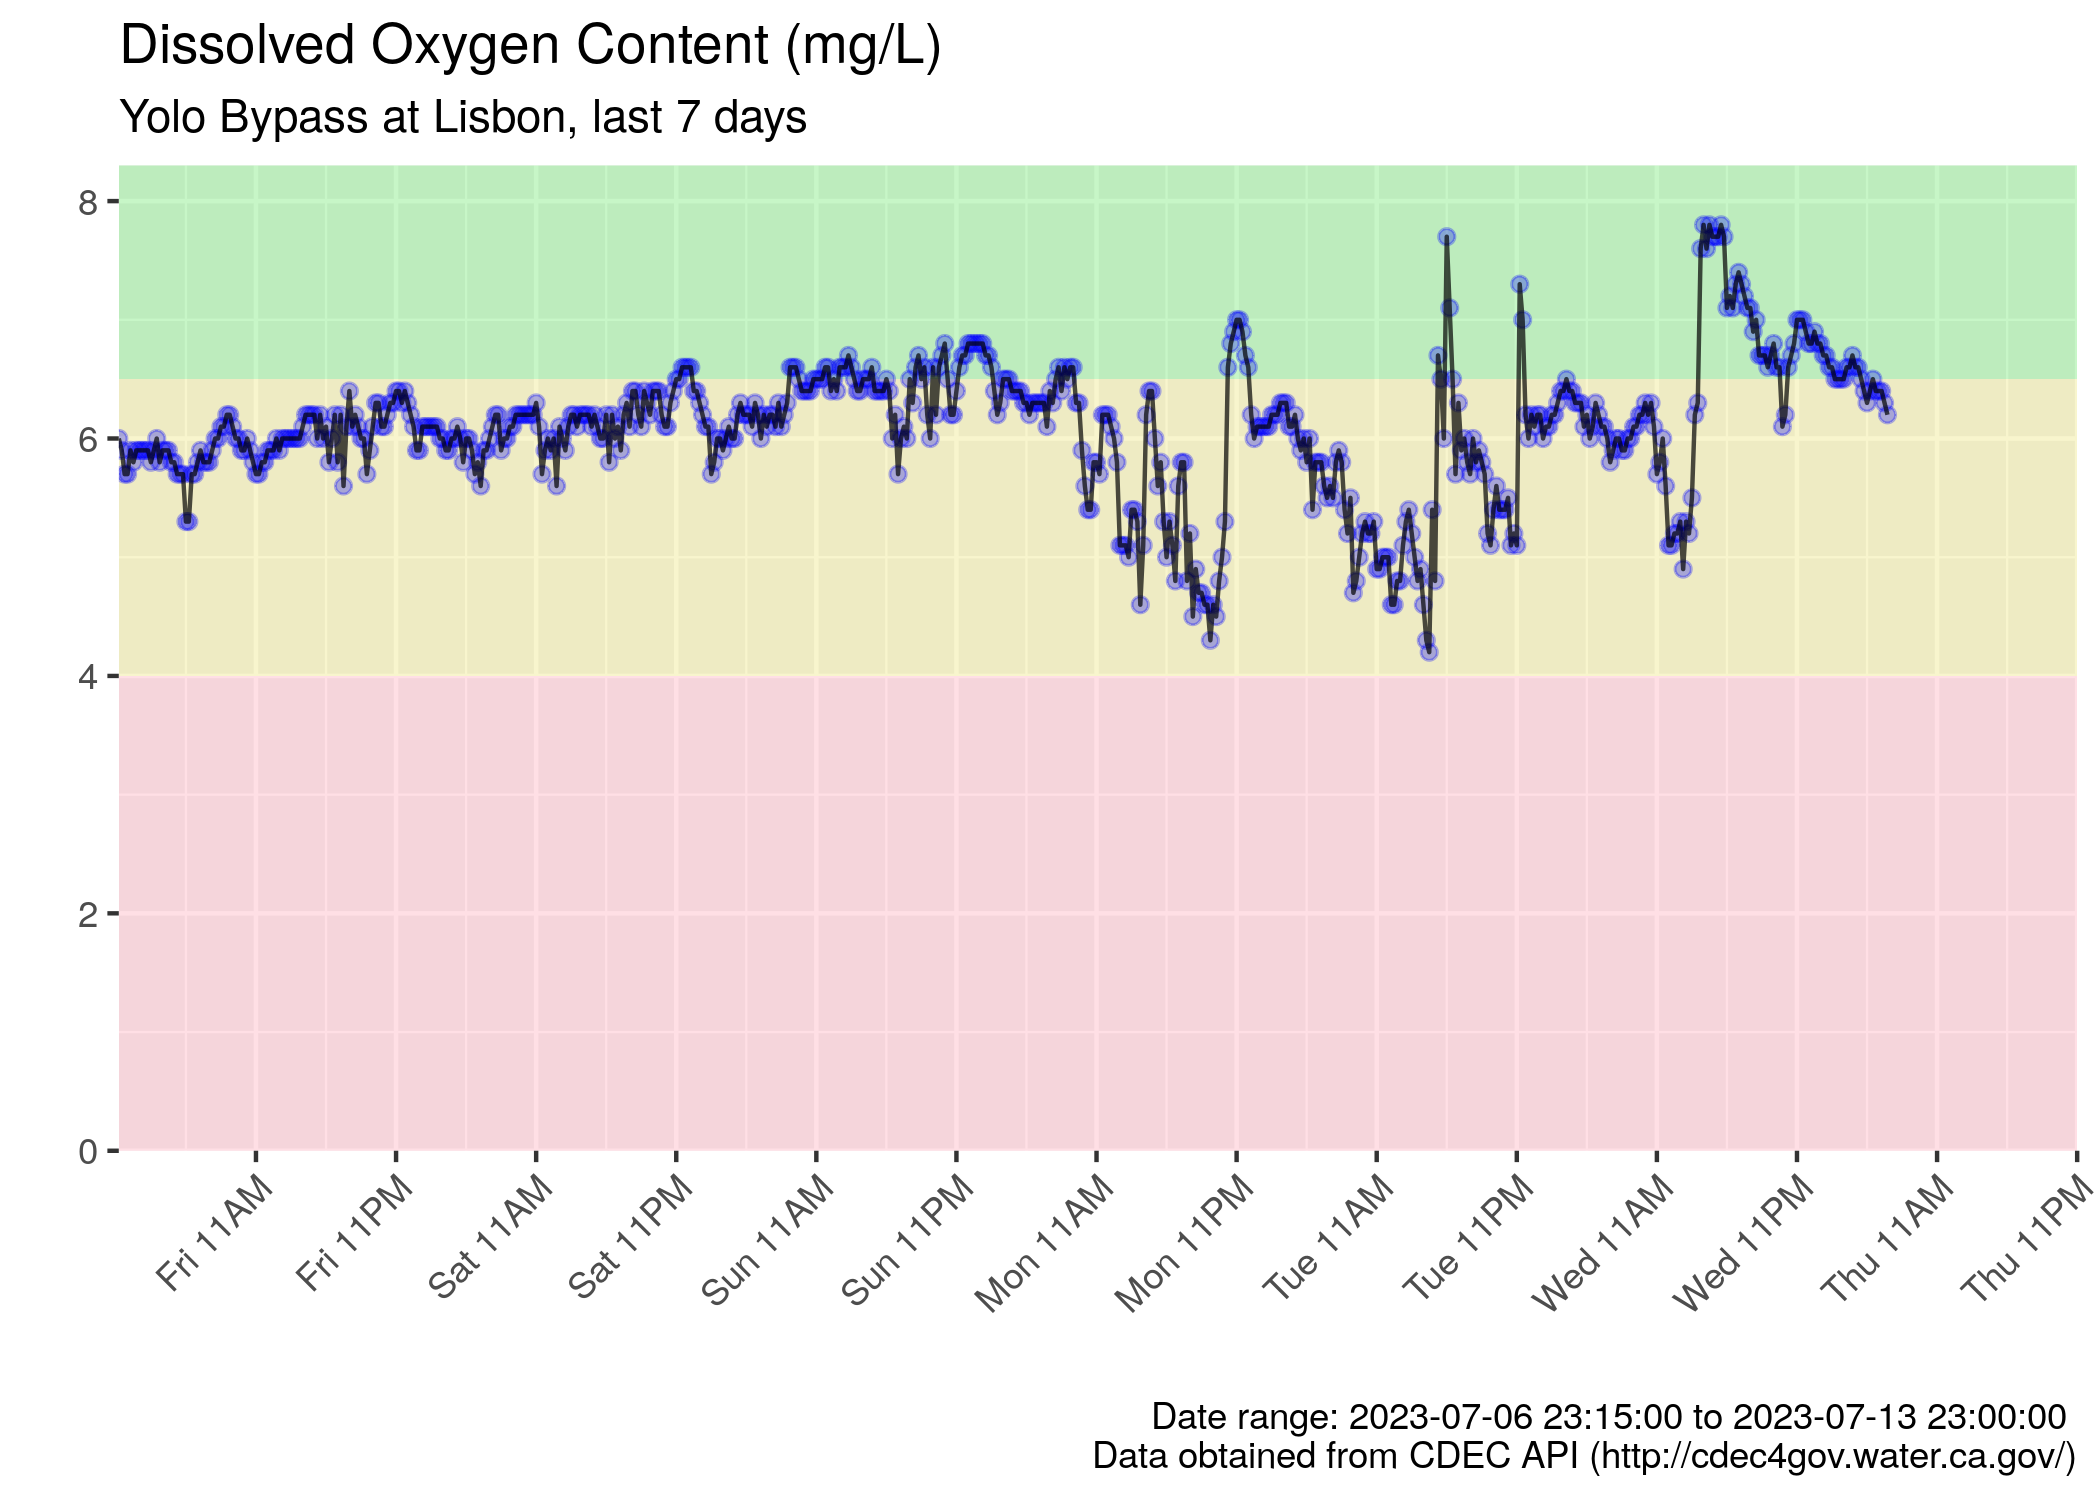 Dissolved Oxygen Content (mg/L)
Yolo Bypass at Lisbon, last 7 days
8
6
4
2
0
Fri 11AM
Fri 11PM
Sat 11AM
Sat 11PM
Sun 11AM
Sun 11PM
Mon 11AM
Mon 11PM
Tue 11AM
Tue 11PM
Wed 11AM
Wed 11PM
Thu 11AM
Thu 11PM
Date range: 2023-07-06 23:15:00 to 2023-07-13 23:00:00
Data obtained from CDEC API (http://cdec4gov.water.ca.gov/)